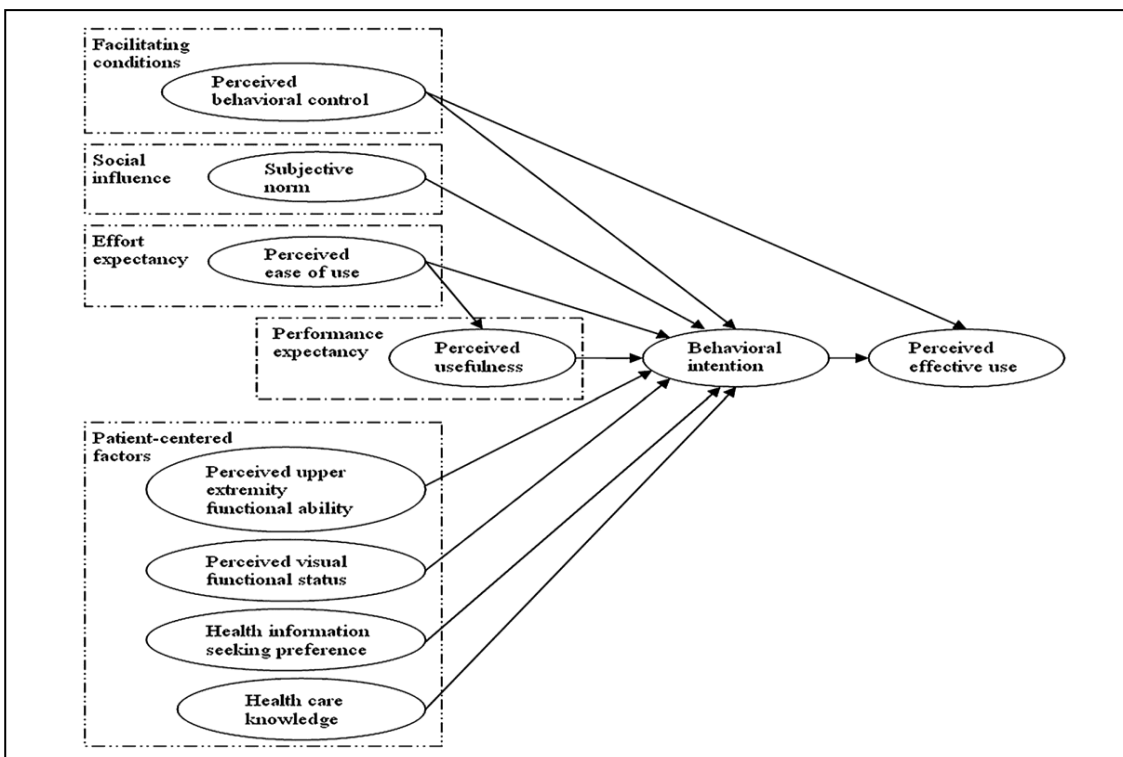 Facilitating
conditions
Perceived
behavioral control
Social
influence
Subjective
norm
Effort
expectancy
Perceived
ease of use
Performance
expectancy
Perceived
usefulness
Behavioral
intention
Perceived
effective use
Patient-centered
factors
Perceived upper
extremity
functional ability
Perceived visual
functional status
Health information
seeking preference
Health care
knowledge